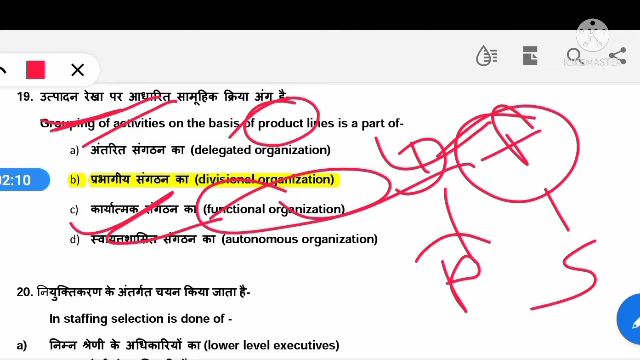 KINEMASTER
19. उत्पादन रेखा पर आधारित सामूहिक क्रिया अंग है-
Grouping of activities on the basis of product lines is a part of-
a) अंतरित संगठन का (delegated organization)
2:10
b) प्रभागीय संगठन का (divisional organization)
c) कार्यात्मक संगठन का (functional organization)
d) स्वायत्तशासित संगठन का (autonomous organization)
P S
20. नियुक्तिकरण के अंतर्गत चयन किया जाता है-
In staffing selection is done of -
a) निम्न श्रेणी के अधिकारियों का (lower level executives)